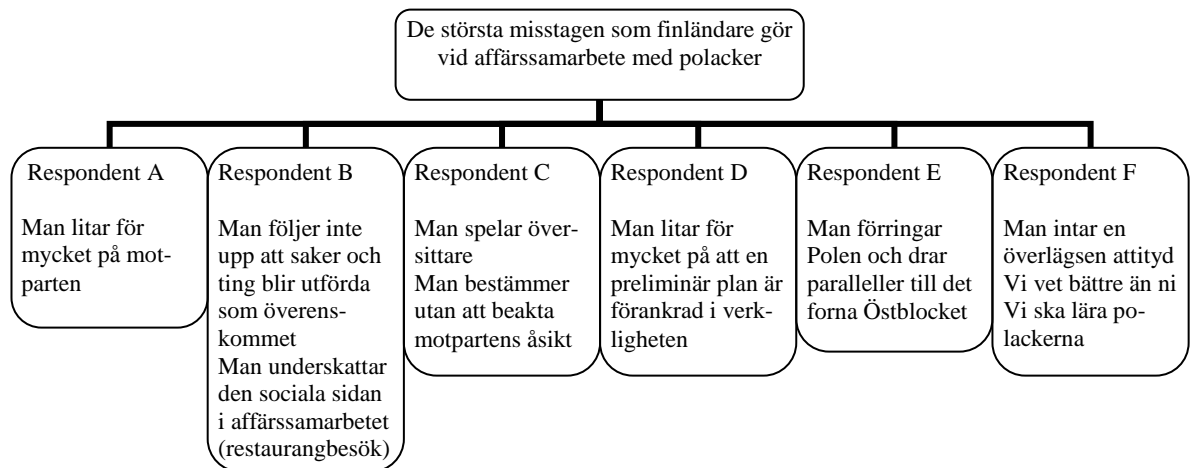 De största misstagen som finländare gör
vid affärssamarbete med polacker
Respondent A
Man litar för
mycket på mot-
parten
Respondent B
Man följer inte
upp att saker och
ting blir utförda
som överens-
kommet
Man underskattar
den sociala sidan
i affärssamarbetet
(restaurangbesök)
Respondent C
Man spelar över-
sittare
Man bestämmer
utan att beakta
motpartens åsikt
Respondent D
Man litar för
mycket på att en
preliminär plan är
förankrad i verk-
ligheten
Respondent E
Man förringar
Polen och drar
paralleller till det
forna Östblocket
Respondent F
Man intar en
överlägsen attityd
Vi vet bättre än ni
Vi ska lära po-
lackerna